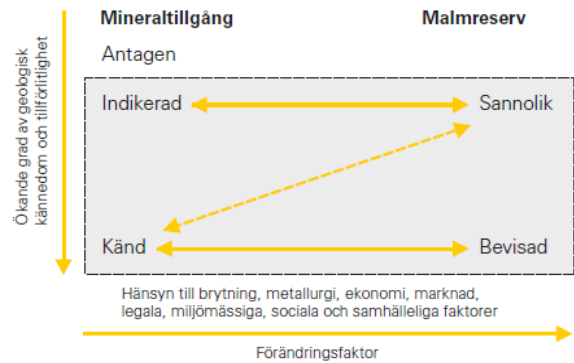 Mineraltillgång Malmreserv
Antagen
Indikerad Sannolik
Känd Bevisad
Ökande grad av geologisk
kännedom och tillförlitlighet
Hänsyn till brytning, metallurgi, ekonomi, marknad,
legala, miljömässiga, sociala och samhälleliga faktorer
Förändringsfaktor